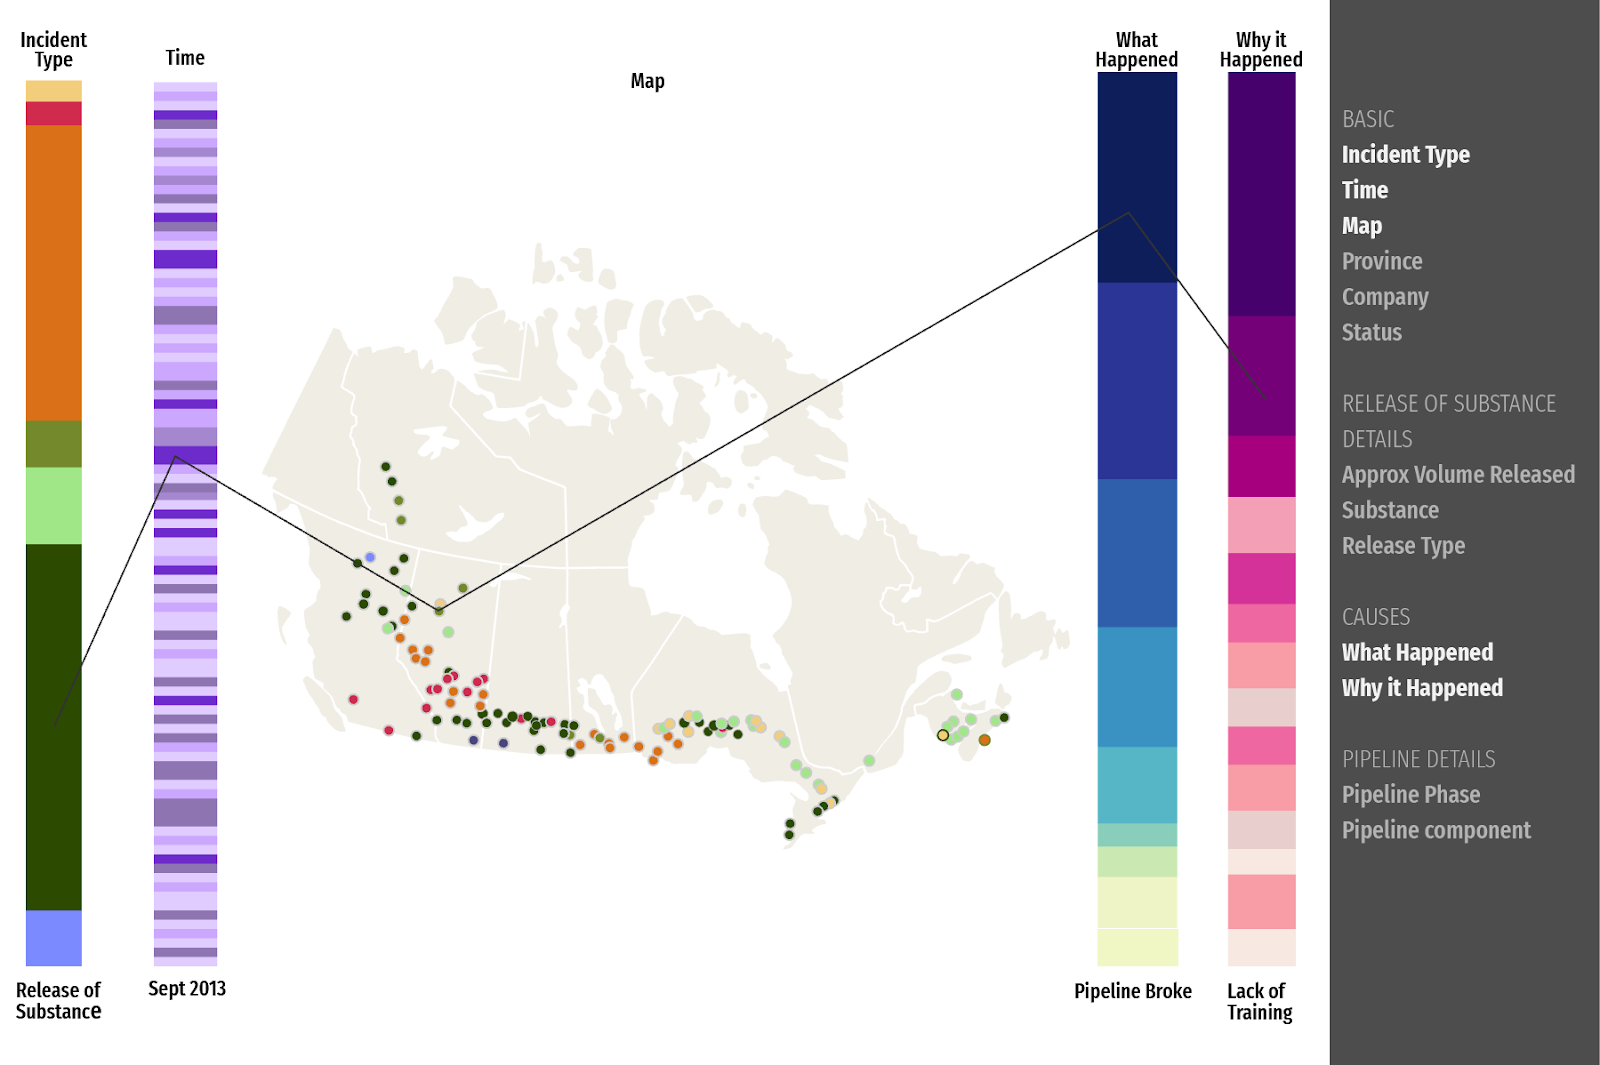 Incident
Type
Time
Map
What
Happened
Why it
Happened
Release of
Substance
Sept 2013
Pipeline Broke
Lack of
Training
BASIC
Incident Type
Time
Map
Province
Company
Status
RELEASE OF SUBSTANCE
DETAILS
Approx Volume Released
Substance
Release Type
CAUSES
What Happened
Why it Happened
PIPELINE DETAILS
Pipeline Phase
Pipeline component